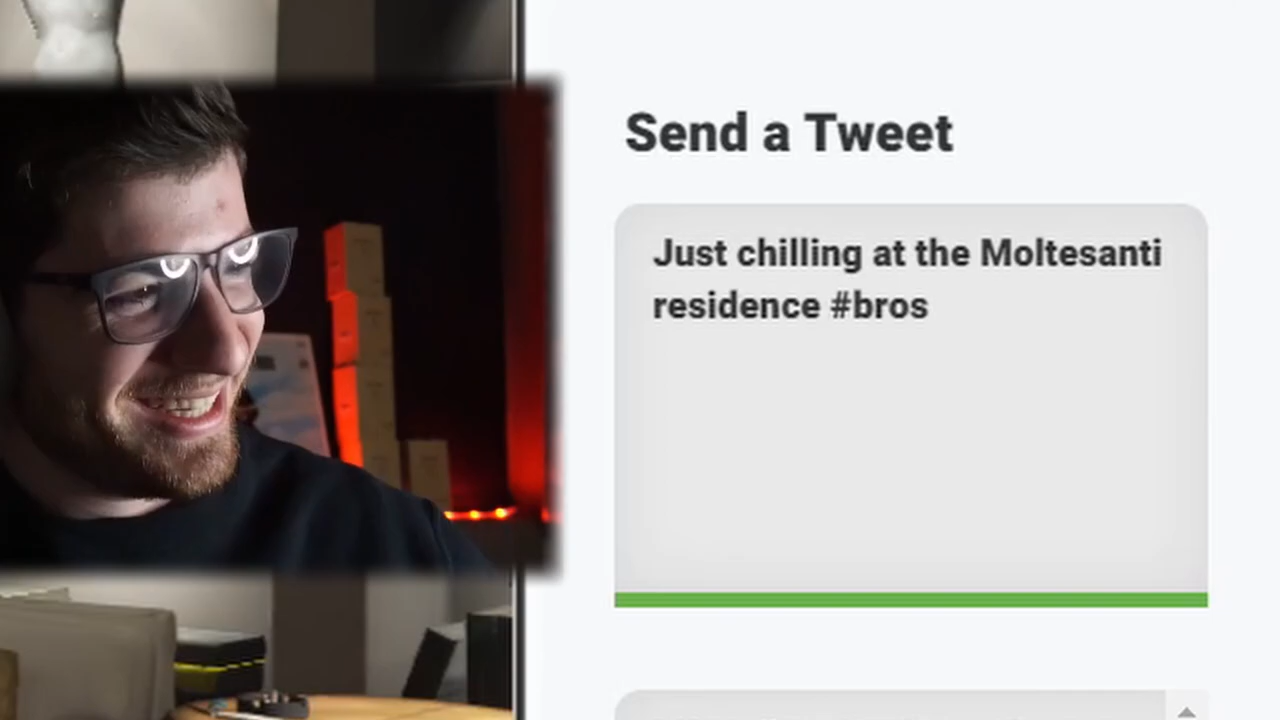 Send a Tweet
Just chilling at the Moltesanti
residence #bros